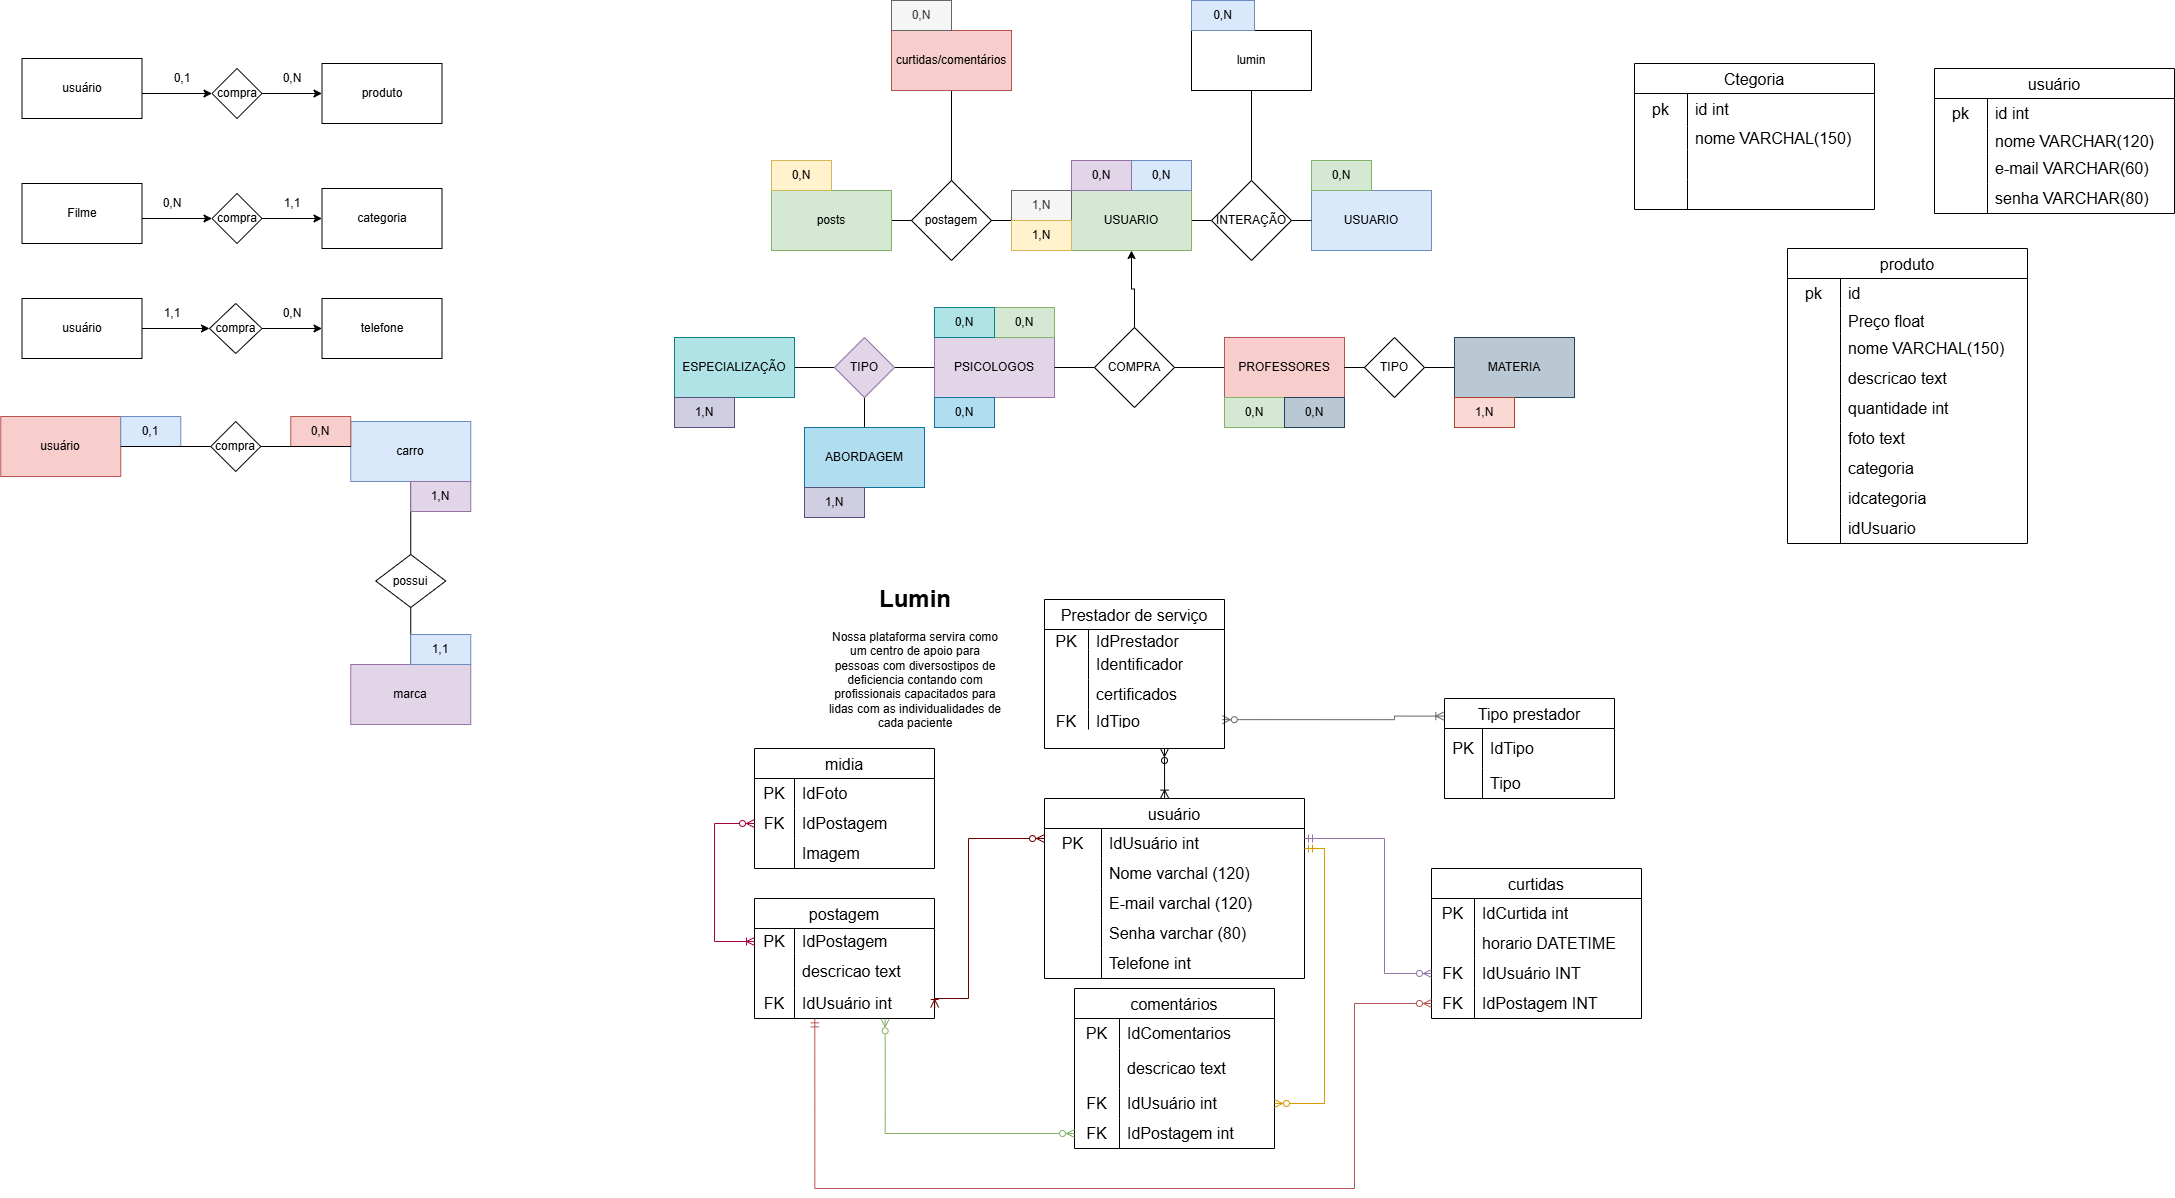 usuário
0,1
compra
0,N
produto
Filme
0,N
compra
1,1
categoria
usuário
1,1
compra
0,N
telefone
usuário
0,1
compra
0,N
carro
1,N
possui
1,1
marca
0,N
curtidas/comentários
0,N
lumin
0,N
posts
postagem
1,N
1,N
0,N
0,N
USUARIO
INTERAÇÃO
0,N
USUARIO
ESPECIALIZAÇÃO
1,N
TIPO
0,N
0,N
PSICOLOGOS
0,N
COMPRA
PROFESSORES
0,N
0,N
TIPO
MATERIA
1,N
ABORDAGEM
1,N
Ctegoria
pk id int
nome VARCHAL(150)
usuário
pk id int
nome VARCHAR(120)
e-mail VARCHAR(60)
senha VARCHAR(80)
produto
pk id
Preço float
nome VARCHAL(150)
descricao text
quantidade int
foto text
categoria
idcategoria
idUsuario
Lumin
Nossa plataforma servira como
um centro de apoio para
pessoas com diversostipos de
deficiencia contando com
profissionais capacitados para
lidas com as individualidades de
cada paciente
Prestador de serviço
PK IdPrestador
Identificador
certificados
FK IdTipo
Tipo prestador
PK IdTipo
Tipo
midia
PK IdFoto
FK IdPostagem
Imagem
postagem
PK IdPostagem
descricao text
FK IdUsuário int
usuário
PK IdUsuário int
Nome varchal (120)
E-mail varchal (120)
Senha varchar (80)
Telefone int
curtidas
PK IdCurtida int
horario DATETIME
FK IdUsuário INT
FK IdPostagem INT
comentários
PK IdComentarios
descricao text
FK IdUsuário int
FK IdPostagem int